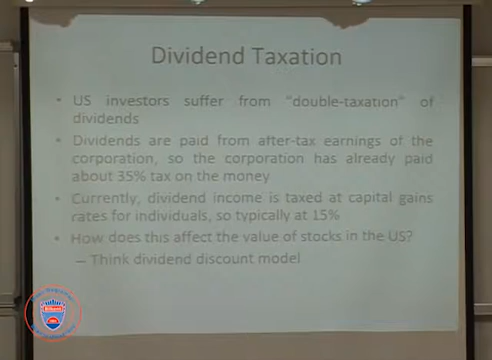 Dividend Taxation
• US investors suffer from "double-taxation" of
dividends
• Dividends are paid from after-tax earnings of the
corporation, so the corporation has already paid
about 35% tax on the money
• Currently, dividend income is taxed at capital gains
rates for individuals, so typically at 15%
• How does this affect the value of stocks in the US?
– Think dividend discount model